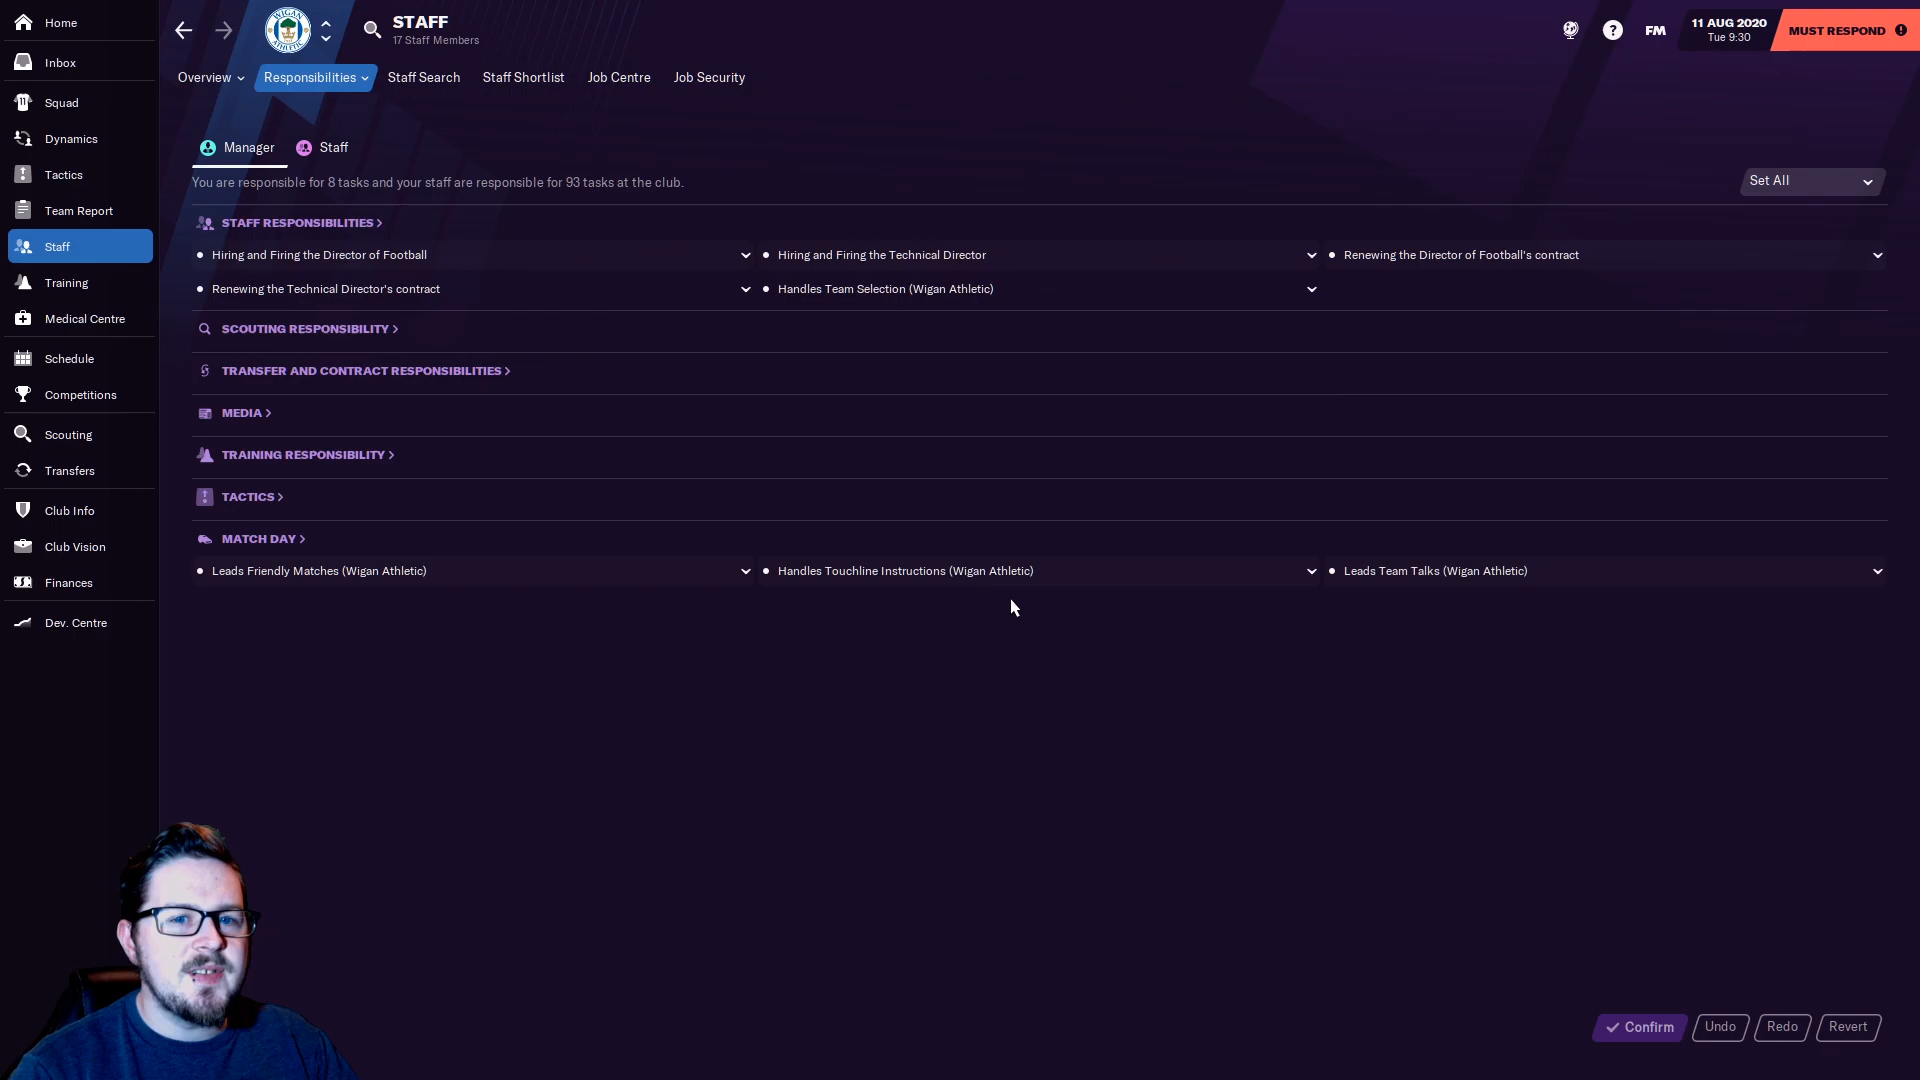 Home
Inbox
Squad
Dynamics
Tactics
Team Report
Staff
Training
Medical Centre
Schedule
Competitions
Scouting
Transfers
Club Info
Club Vision
Finances
Dev. Centre
WIGAN
ATHLETIC
STAFF
17 Staff Members
FM
11 AUG 2020
Tue 9:30
MUST RESPOND
Overview
Responsibilities
Staff Search
Staff Shortlist
Job Centre
Job Security
Manager
Staff
You are responsible for 8 tasks and your staff are responsible for 93 tasks at the club.
Set All
STAFF RESPONSIBILITIES >
• Hiring and Firing the Director of Football
• Hiring and Firing the Technical Director
• Renewing the Director of Football's contract
• Renewing the Technical Director's contract
• Handles Team Selection (Wigan Athletic)
SCOUTING RESPONSIBILITY >
TRANSFER AND CONTRACT RESPONSIBILITIES >
MEDIA >
TRAINING RESPONSIBILITY >
TACTICS >
MATCH DAY >
• Leads Friendly Matches (Wigan Athletic)
• Handles Touchline Instructions (Wigan Athletic)
• Leads Team Talks (Wigan Athletic)
Confirm
Undo
Redo
Revert